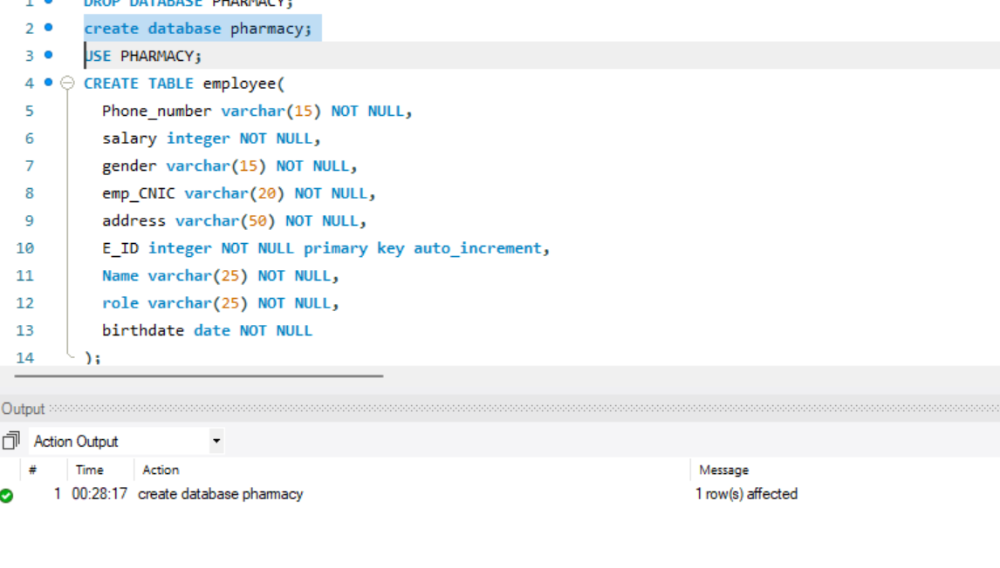 1 DROP DATABASE PHARMACY;
2 create database pharmacy;
3 USE PHARMACY;
4 CREATE TABLE employee(
5 Phone_number varchar(15) NOT NULL,
6 salary integer NOT NULL,
7 gender varchar(15) NOT NULL,
8 emp_CNIC varchar(20) NOT NULL,
9 address varchar(50) NOT NULL,
10 E_ID integer NOT NULL primary key auto_increment,
11 Name varchar(25) NOT NULL,
12 role varchar(25) NOT NULL,
13 birthdate date NOT NULL
14 );
Output
Action Output
# Time Action Message
1 00:28:17 create database pharmacy 1 row(s) affected